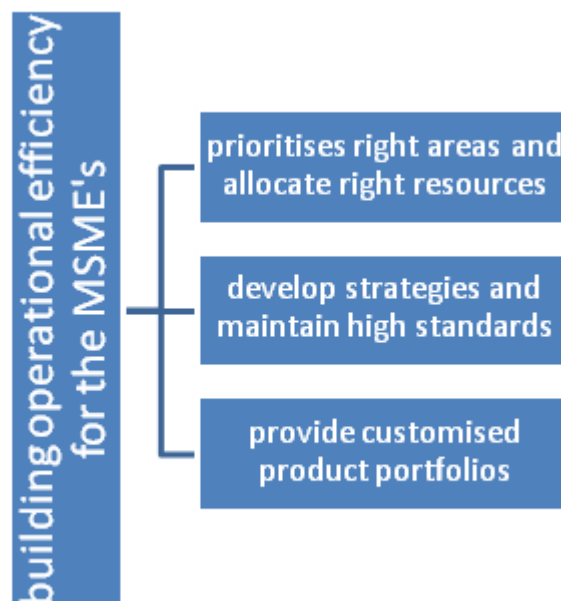 building operational efficiency
for the MSME's
prioritises right areas and
allocate right resources
develop strategies and
maintain high standards
provide customised
product portfolios